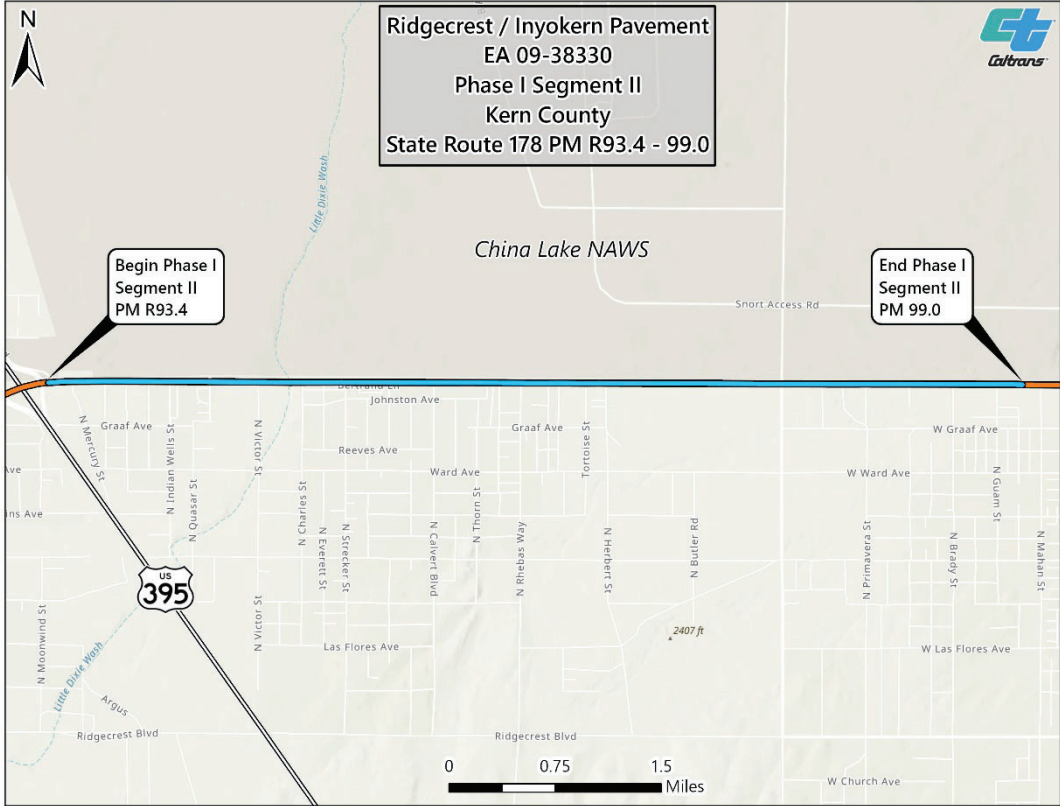 N
Ridgecrest / Inyokern Pavement
EA 09-38330
Phase I Segment II
Kern County
State Route 178 PM R93.4 - 99.0
Caltrans
Little Dixie Wash
China Lake NAWS
Begin Phase I
Segment II
PM R93.4
End Phase I
Segment II
PM 99.0
Snort Access Rd
Johnston Ave
Graaf Ave
Graaf Ave
W Graaf Ave
N Mercury St
N Indian Wells St
N Quasar St
N Victor St
Reeves Ave
Tortoise St
Ward Ave
W Ward Ave
N Charles St
N Everett St
N Strecker St
N Calvert Blvd
N Thorn St
N Rhebas Way
N Herbert St
N Butler Rd
N Primavera St
N Brady St
N Guam St
N Mahan St
US
395
N Moonwind St
N Victor St
Las Flores Ave
2407 ft
W Las Flores Ave
Little Dixie Wash
Argus
Ridgecrest Blvd
Ridgecrest Blvd
0 0.75 1.5
Miles
W Church Ave